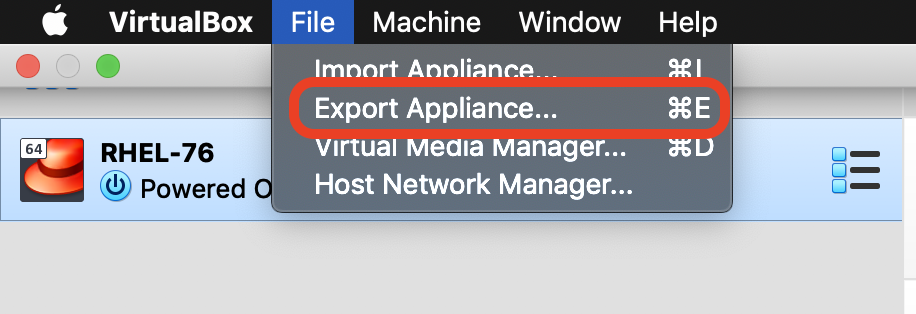 VirtualBox File Machine Window Help
Import Appliance... ⌘I
Export Appliance... ⌘E
Virtual Media Manager... ⌘D
Host Network Manager...
64
RHEL-76
Powered O